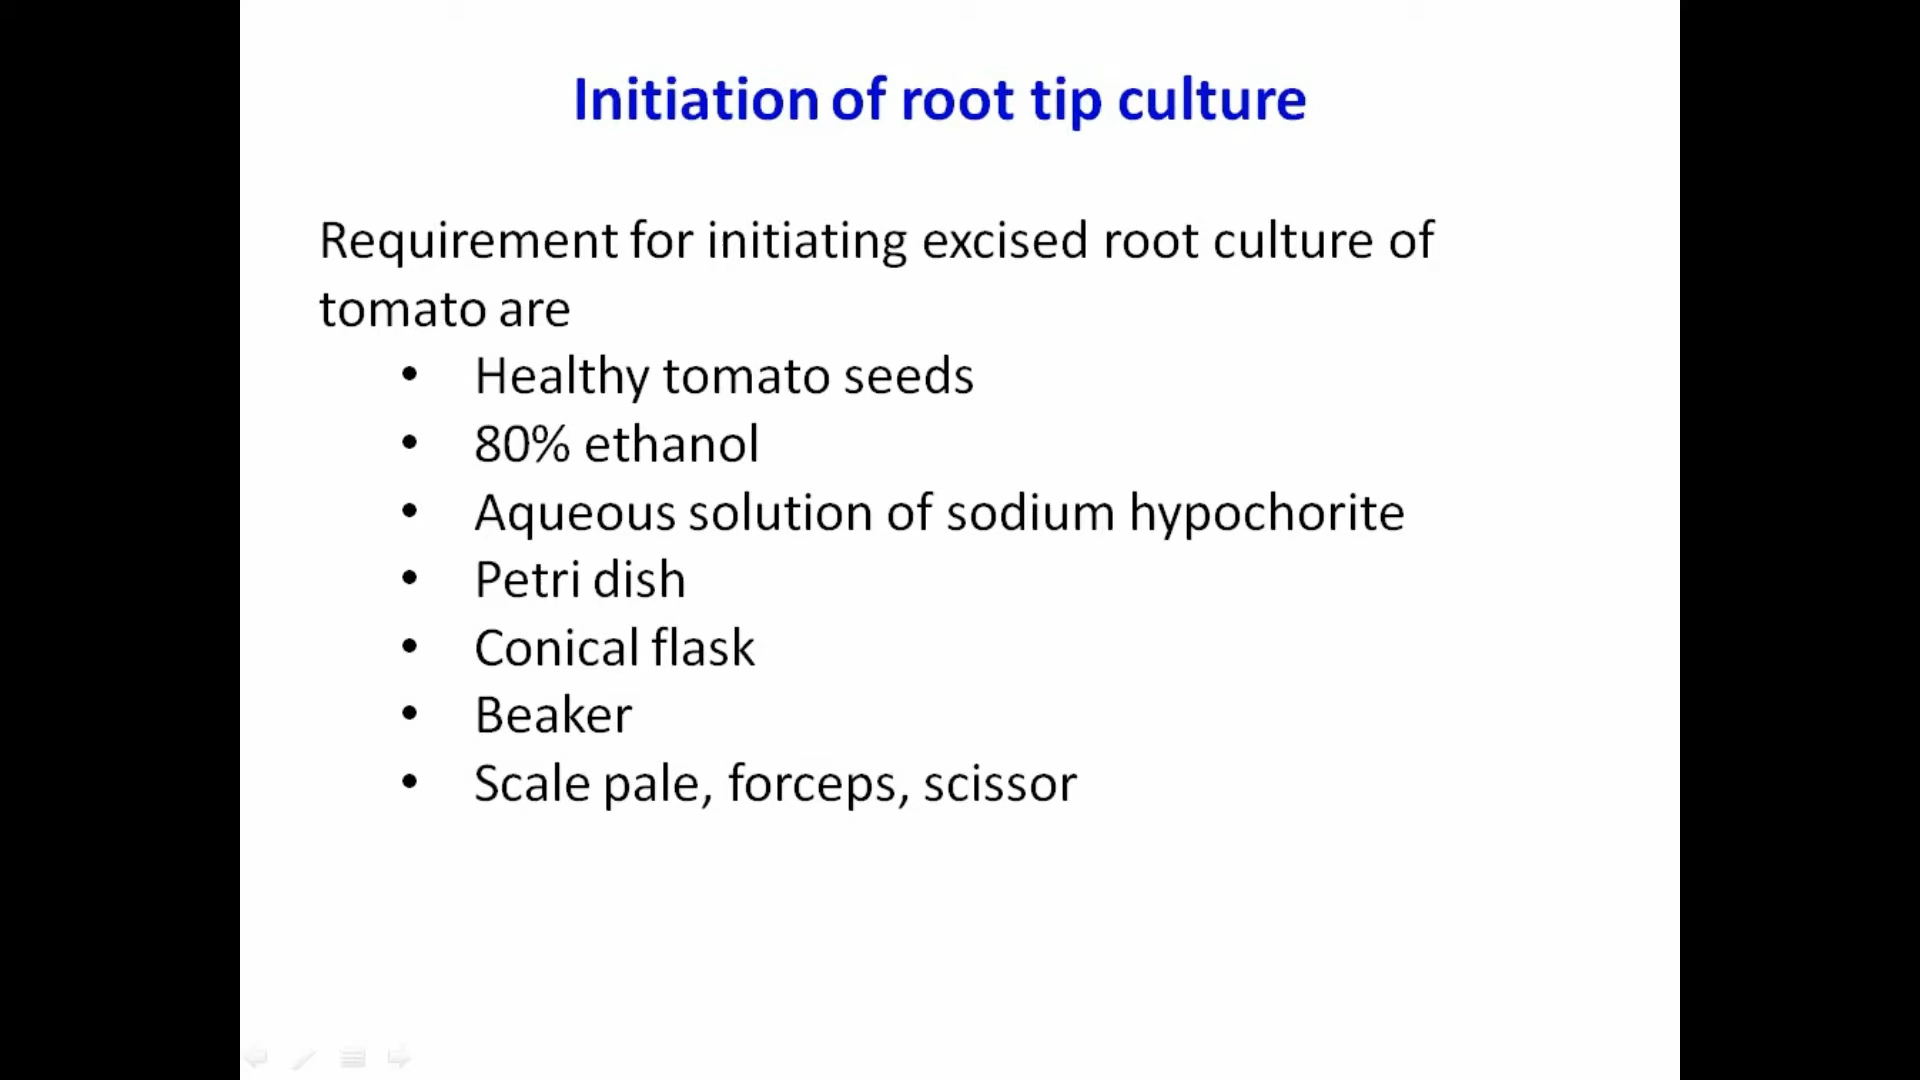 Initiation of root tip culture
Requirement for initiating excised root culture of
tomato are
• Healthy tomato seeds
• 80% ethanol
• Aqueous solution of sodium hypochorite
• Petri dish
• Conical flask
• Beaker
• Scale pale, forceps, scissor